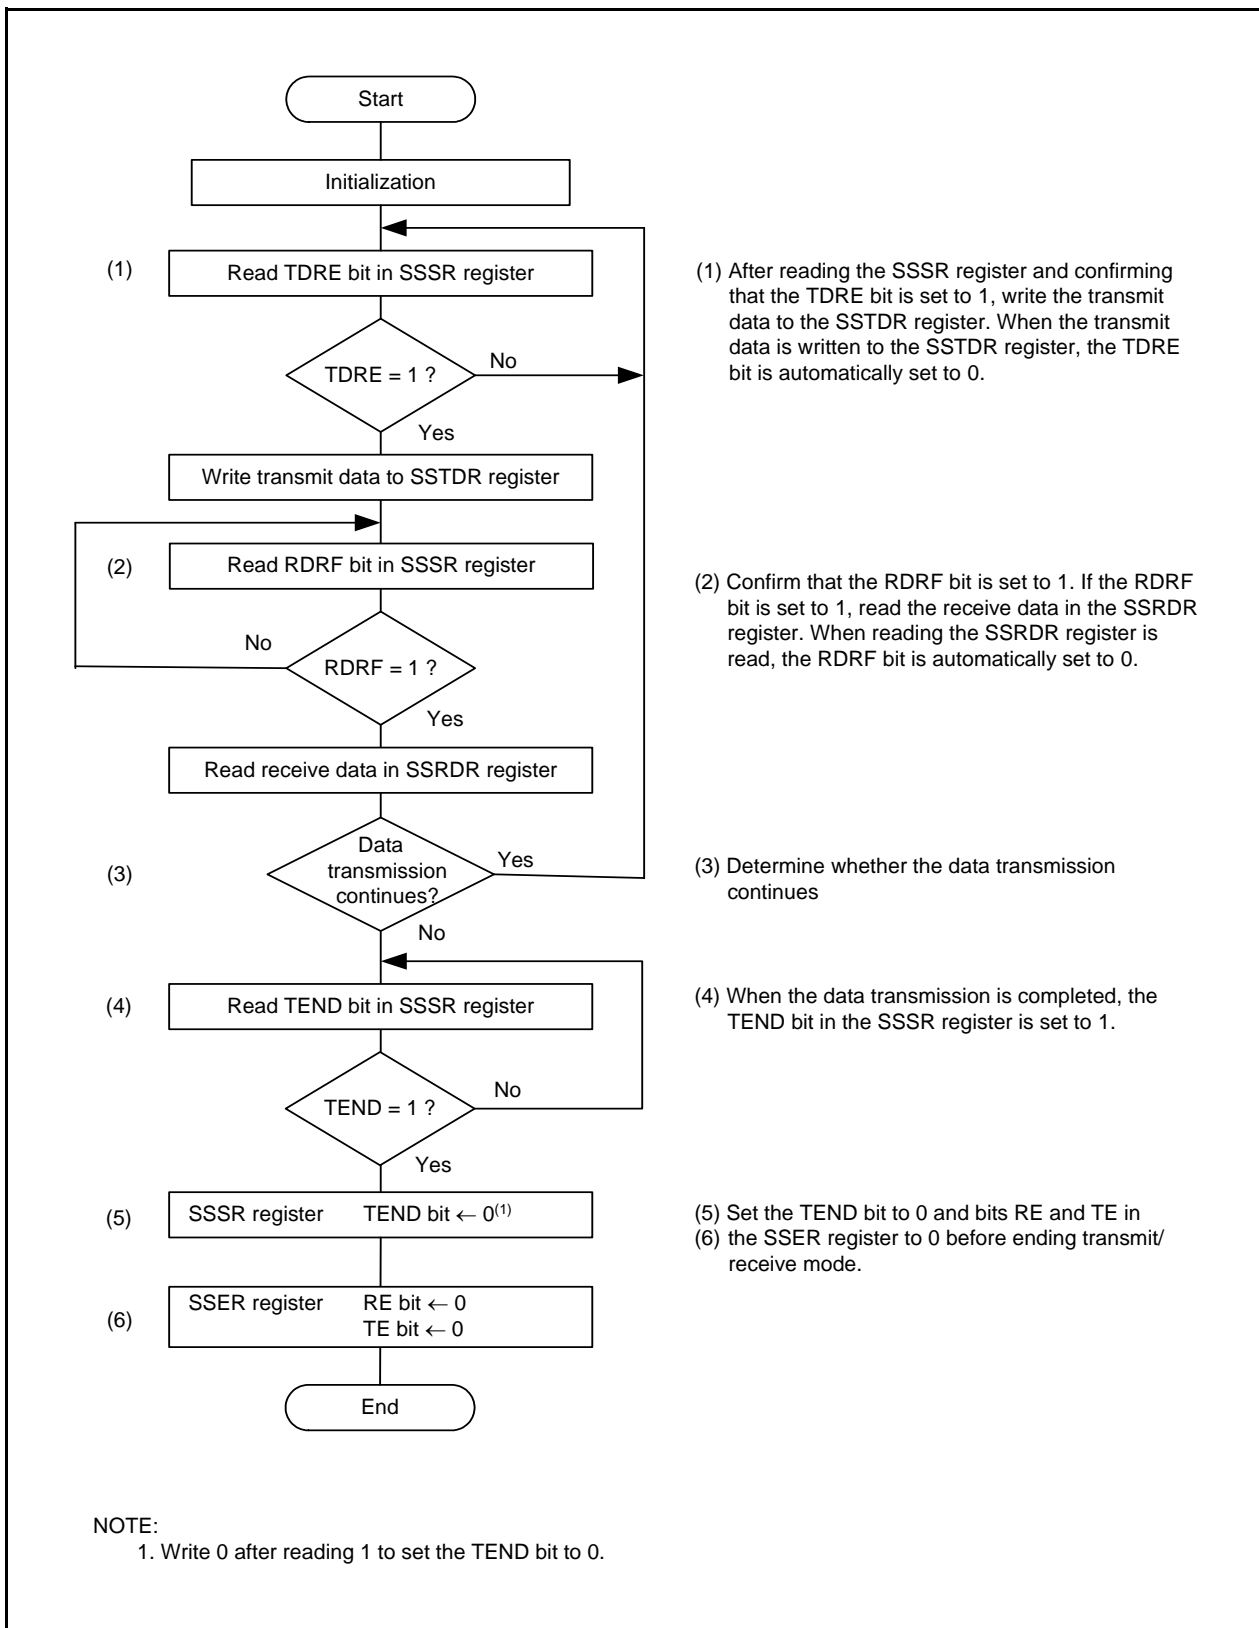 Start
Initialization
(1)
Read TDRE bit in SSSR register
TDRE = 1 ?
No
Yes
Write transmit data to SSTDR register
(2)
Read RDRF bit in SSSR register
No
RDRF = 1 ?
Yes
Read receive data in SSRDR register
(3)
Data
transmission
continues?
Yes
No
(4)
Read TEND bit in SSSR register
TEND = 1 ?
No
Yes
(5)
SSSR register TEND bit ← 0(1)
(6)
SSER register RE bit ← 0
TE bit ← 0
End
(1) After reading the SSSR register and confirming
that the TDRE bit is set to 1, write the transmit
data to the SSTDR register. When the transmit
data is written to the SSTDR register, the TDRE
bit is automatically set to 0.
(2) Confirm that the RDRF bit is set to 1. If the RDRF
bit is set to 1, read the receive data in the SSRDR
register. When reading the SSRDR register is
read, the RDRF bit is automatically set to 0.
(3) Determine whether the data transmission
continues
(4) When the data transmission is completed, the
TEND bit in the SSSR register is set to 1.
(5) Set the TEND bit to 0 and bits RE and TE in
(6) the SSER register to 0 before ending transmit/
receive mode.
NOTE:
1. Write 0 after reading 1 to set the TEND bit to 0.